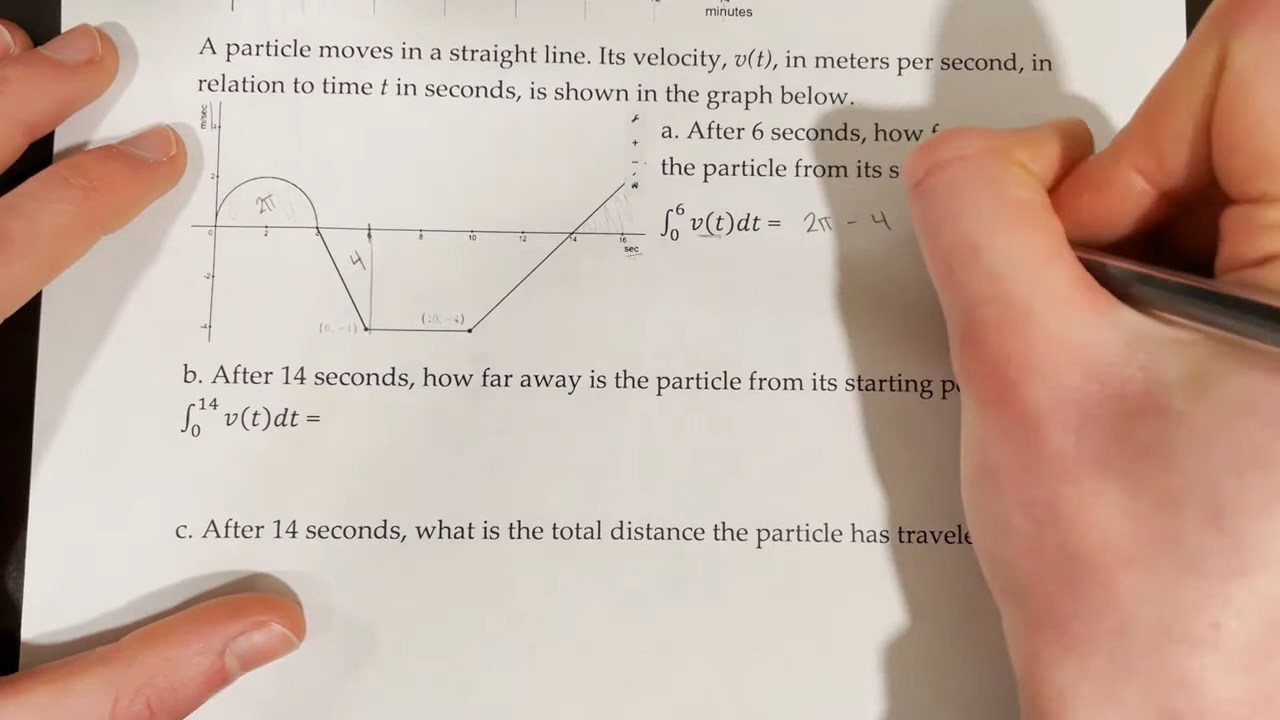 minutes
A particle moves in a straight line. Its velocity, v(t), in meters per second, in
relation to time t in seconds, is shown in the graph below.
m/sec
4
2
0
2
4
8
10
12
14
16
sec
-2
-4
2π
4
(6, -4)
(10, -4)
a. After 6 seconds, how
the particle from its
∫₀⁶ v(t)dt = 2π - 4
b. After 14 seconds, how far away is the particle from its starting
∫₀¹⁴ v(t)dt =
c. After 14 seconds, what is the total distance the particle has